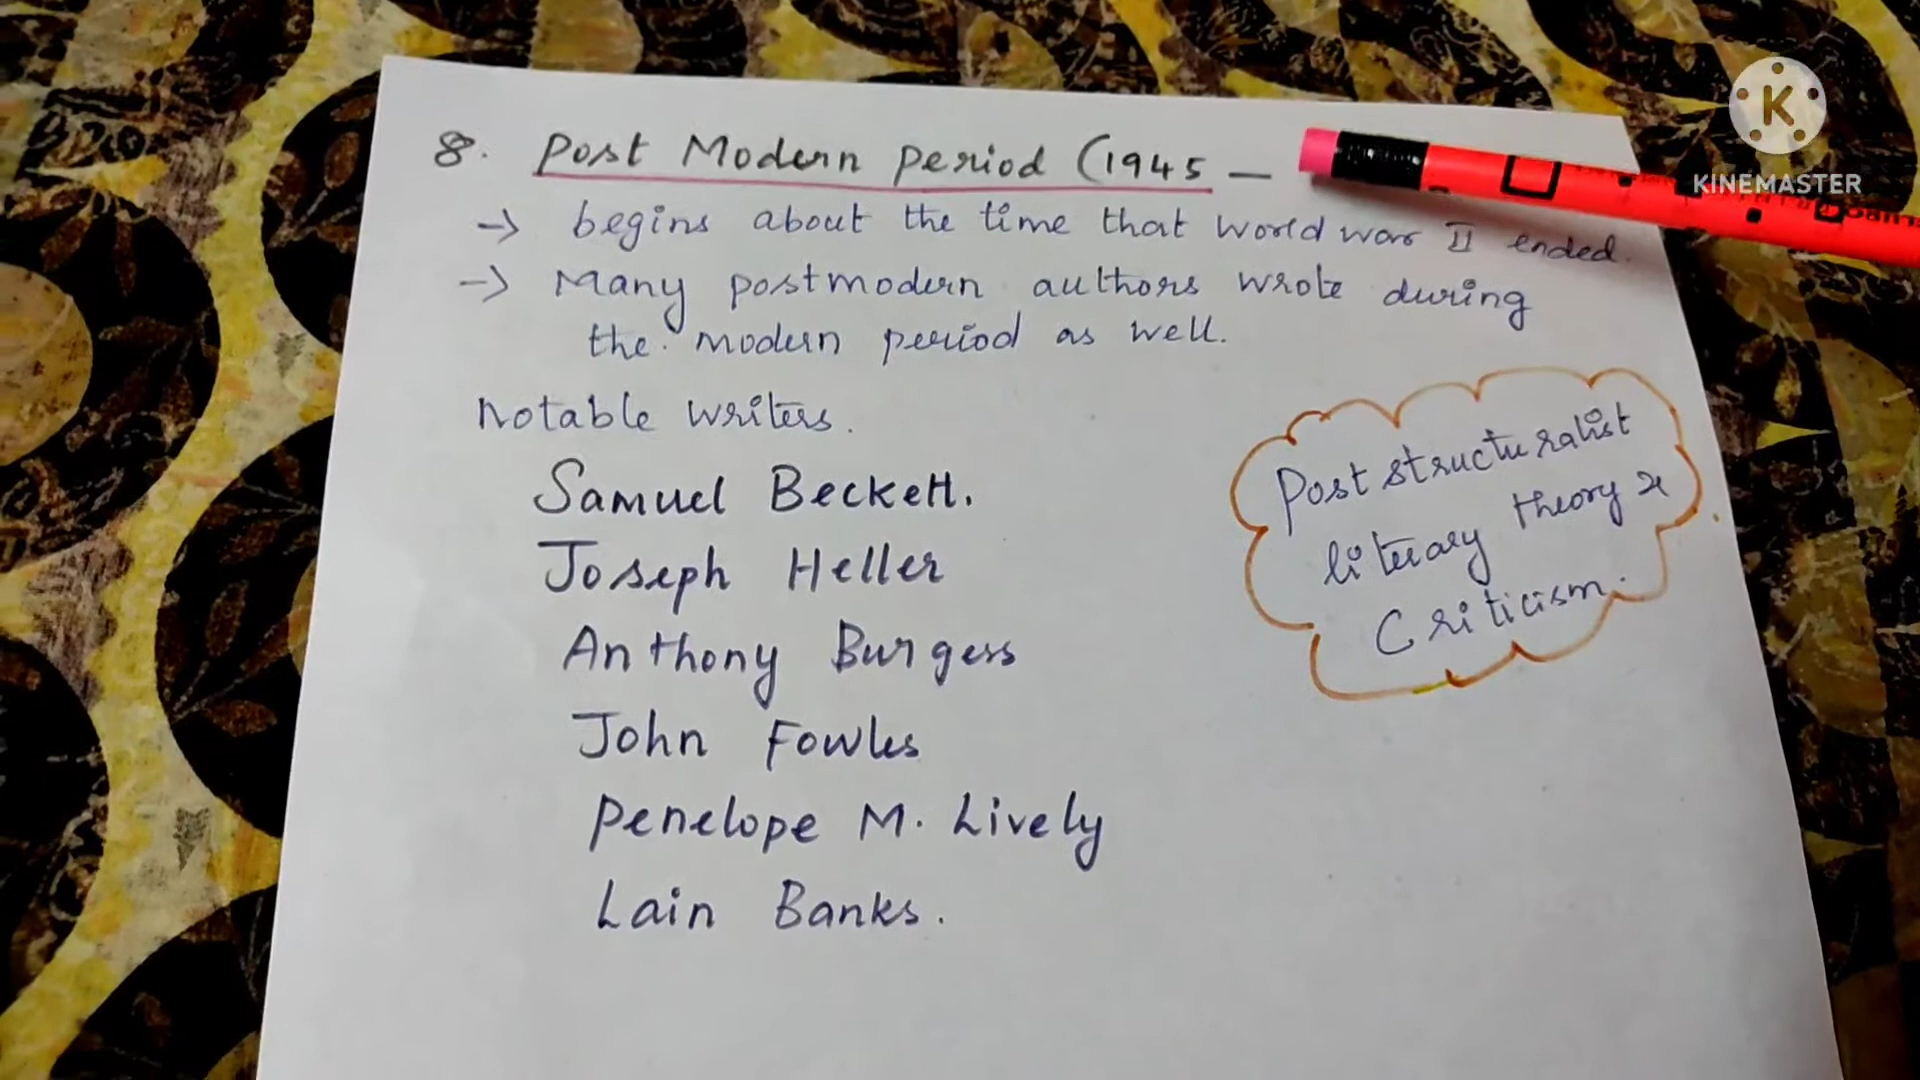 8. Post Modern Period (1945 —
→ begins about the time that World war II ended.
→ Many postmodern authors wrote during
the modern period as well.
Notable writers.
Samuel Beckett.
Joseph Heller
Anthony Burgess
John Fowles
Penelope M. Lively
Lain Banks.
Post structuralist
literary theory &
Criticism.
K
KINEMASTER